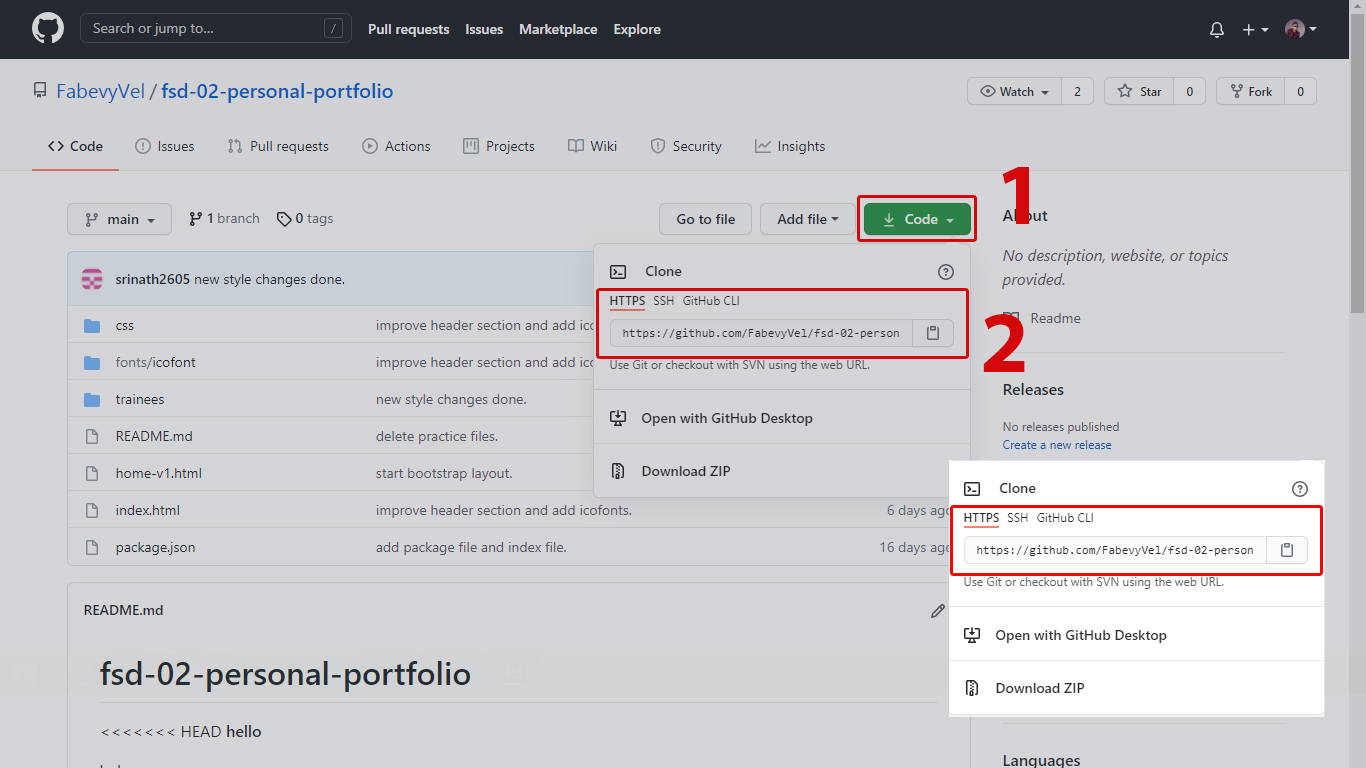 Search or jump to... /
Pull requests Issues Marketplace Explore
FabevyVel / fsd-02-personal-portfolio
Watch 2 Star 0 Fork 0
Code Issues Pull requests Actions Projects Wiki Security Insights
main 1 branch 0 tags
Go to file Add file Code
1
About
No description, website, or topics
provided.
Readme
2
Releases
No releases published
Create a new release
srinath2605 new style changes done.
css improve header section and add ico
fonts/icofont improve header section and add ico
trainees new style changes done.
README.md delete practice files.
home-v1.html start bootstrap layout.
index.html improve header section and add icofonts. 6 days ago
package.json add package file and index file. 16 days ago
Clone
HTTPS SSH GitHub CLI
https://github.com/FabevyVel/fsd-02-person
Use Git or checkout with SVN using the web URL.
Open with GitHub Desktop
Download ZIP
Clone
HTTPS SSH GitHub CLI
https://github.com/FabevyVel/fsd-02-person
Use Git or checkout with SVN using the web URL.
Open with GitHub Desktop
Download ZIP
README.md
fsd-02-personal-portfolio
<<<<<<< HEAD hello
Languages